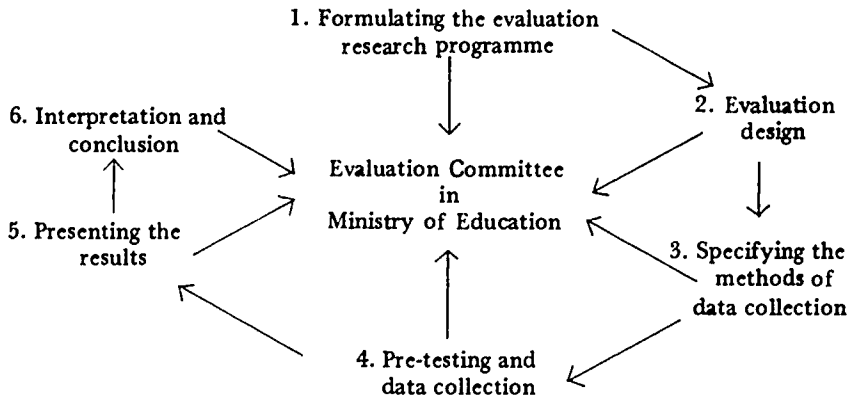 1. Formulating the evaluation
research programme
2. Evaluation
design
3. Specifying the
methods of
data collection
4. Pre-testing and
data collection
5. Presenting the
results
6. Interpretation and
conclusion
Evaluation Committee
in
Ministry of Education